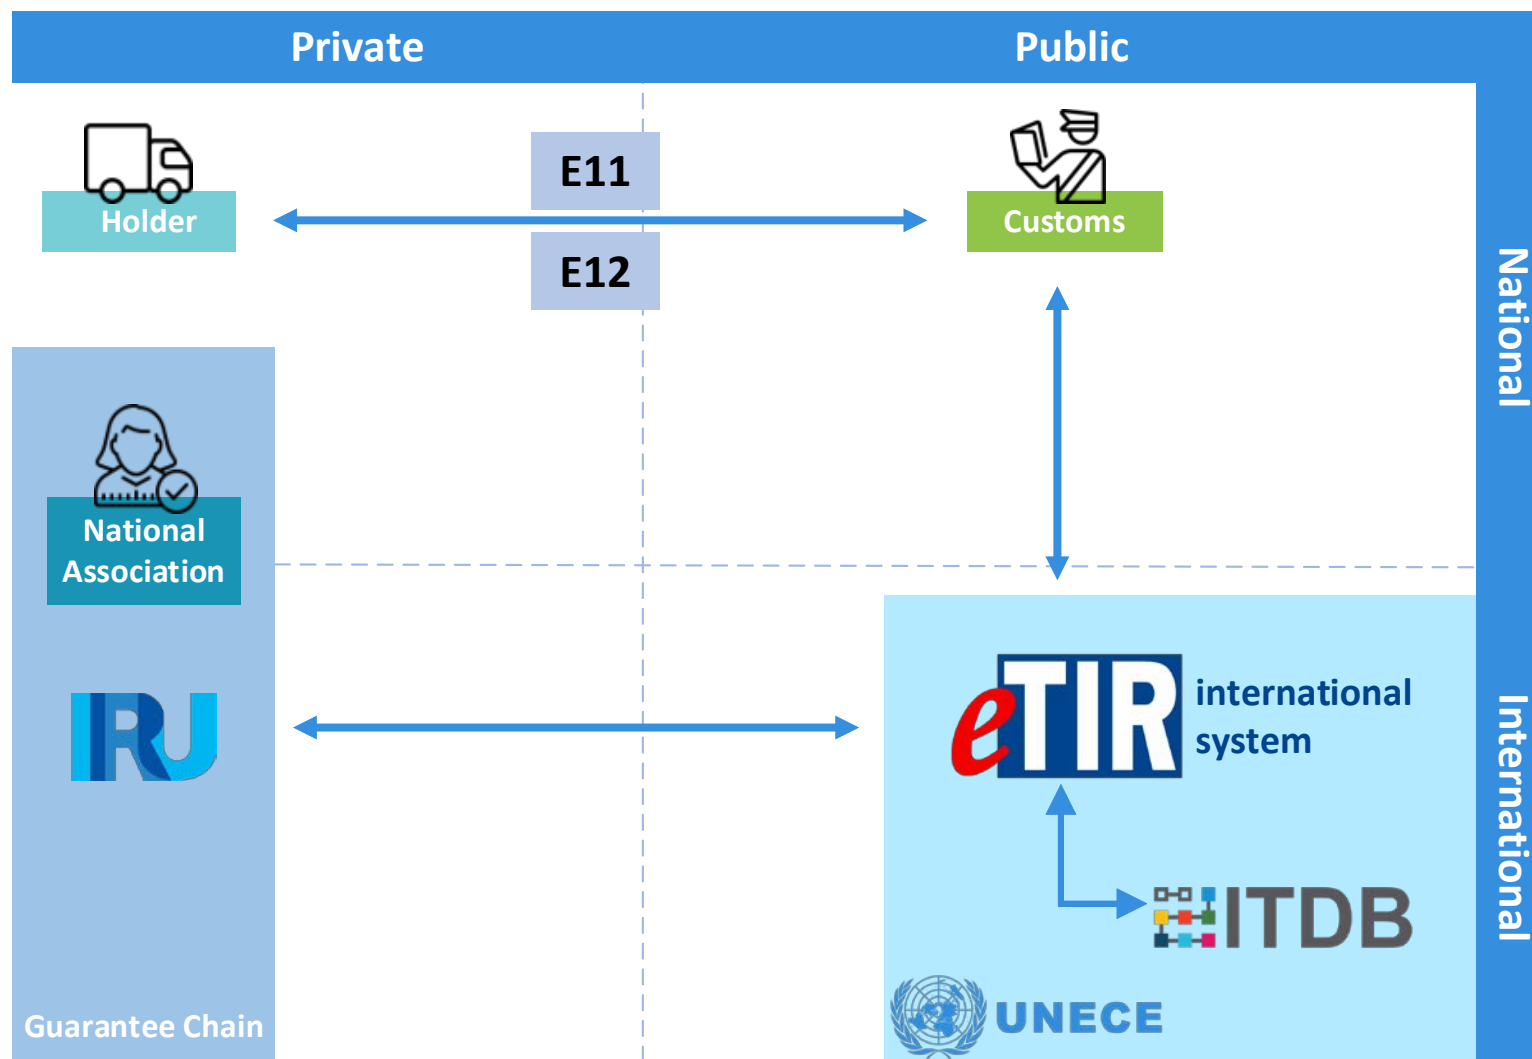 Private
Public
E11
Holder
Customs
E12
National
National
Association
IRU
eTIR
international
system
International
ITDB
Guarantee Chain
UNECE